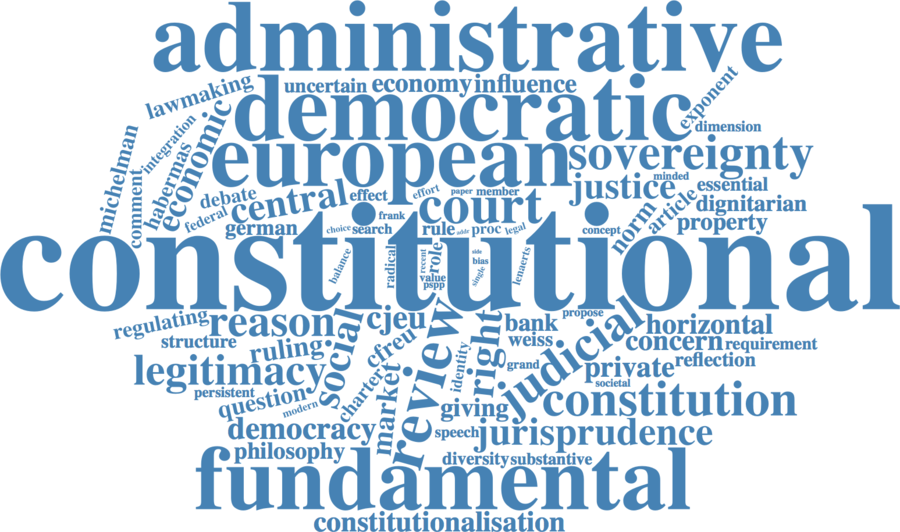 administrative
lawmaking
uncertain
economy
influence
exponent
democratic
dimension
integration
economic
michelman
habermas
comment
european
sovereignty
minded
justice
essential
debate
federal
central
effect
effort
paper
member
article
norm
dignitarian
property
german
choice
search
frank
court
rule
adds
proc
legal
concept
constitutional
balance
radical
recent
role
value
pspp
side
bias
single
lenaerts
regulating
reason
structure
ruling
social
cjeu
cfreu
review
right
bank
weiss
propose
judicial
horizontal
concern
requirement
legitimacy
persistent
question
modern
charter
market
identity
grand
private
reflection
societal
giving
constitution
democracy
speech
jurisprudence
philosophy
diversity
substantive
fundamental
constitutionalisation